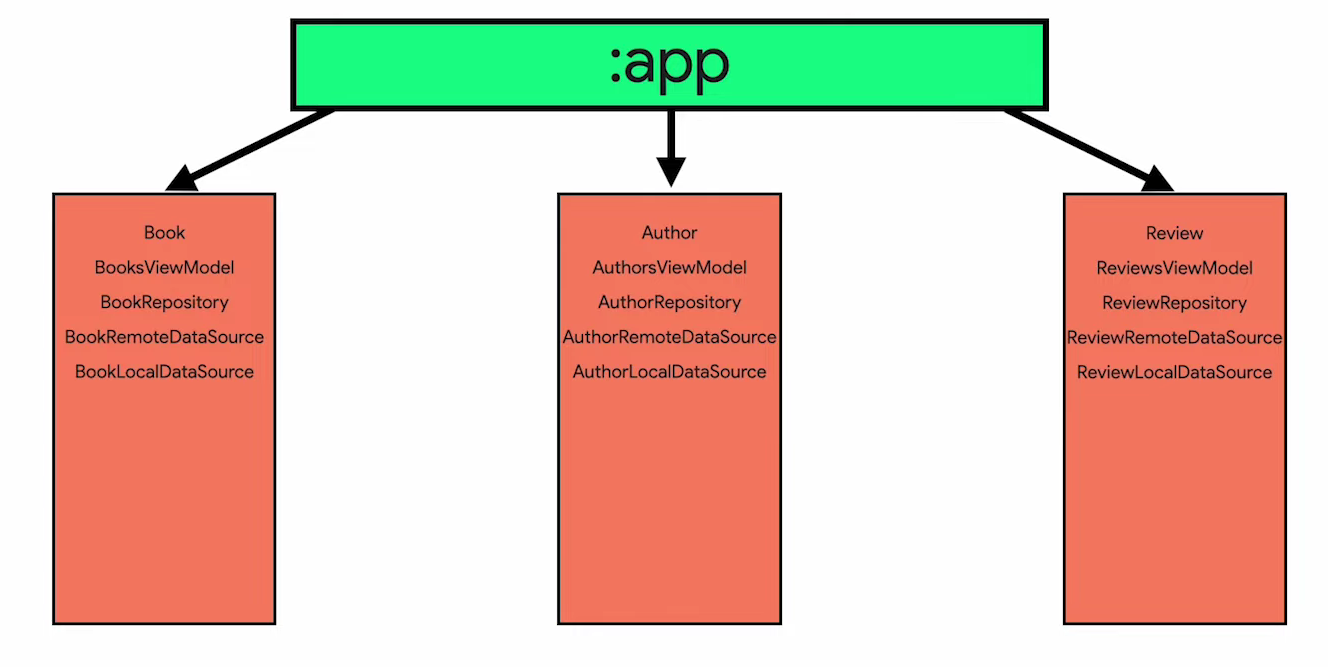 :app
Book
BooksViewModel
BookRepository
BookRemoteDataSource
BookLocalDataSource
Author
AuthorsViewModel
AuthorRepository
AuthorRemoteDataSource
AuthorLocalDataSource
Review
ReviewsViewModel
ReviewRepository
ReviewRemoteDataSource
ReviewLocalDataSource